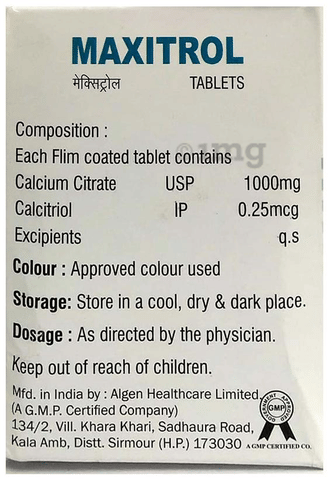 MAXITROL
मेक्सिट्रोल TABLETS
Composition :
Each Flim coated tablet contains
Calcium Citrate USP 1000mg
Calcitriol IP 0.25mcg
Excipients q.s
Colour : Approved colour used
Storage: Store in a cool, dry & dark place.
Dosage : As directed by the physician.
Keep out of reach of children.
Mfd. in India by : Algen Healthcare Limited
(A G.M.P. Certified Company)
134/2, Vill. Khara Khari, Sadhaura Road,
Kala Amb, Distt. Sirmour (H.P.) 173030
GOVERNMENT APPROVED
GMP
A GMP CERTIFIED CO.
1mg